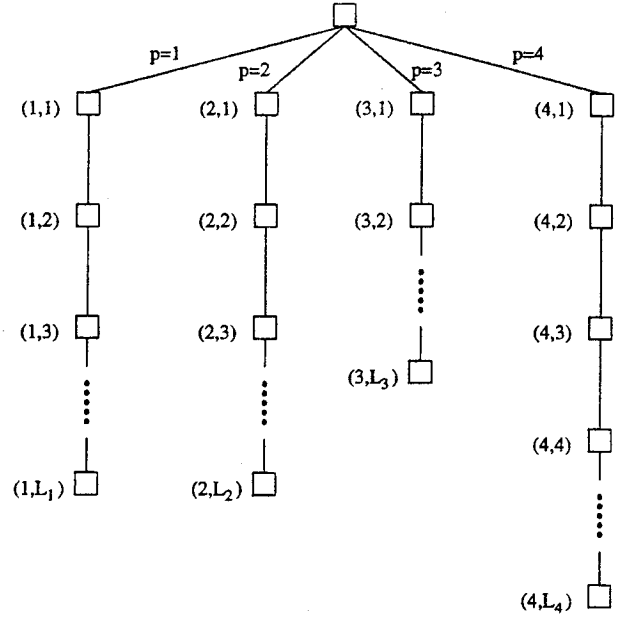 p=1
p=2
p=3
p=4
(1,1)
(2,1)
(3,1)
(4,1)
(1,2)
(2,2)
(3,2)
(4,2)
(1,3)
(2,3)
(4,3)
(3,L₃)
(4,4)
(1,L₁)
(2,L₂)
(4,L₄)